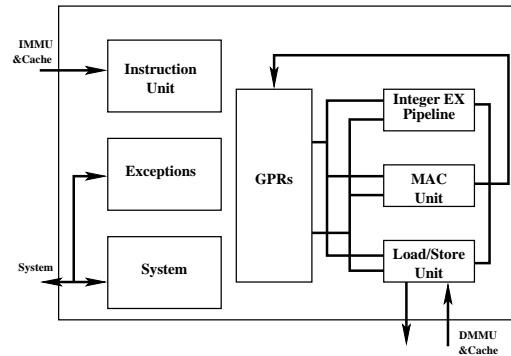 IMMU
&Cache
Instruction
Unit
Exceptions
System
System
GPRs
Integer EX
Pipeline
MAC
Unit
Load/Store
Unit
DMMU
&Cache